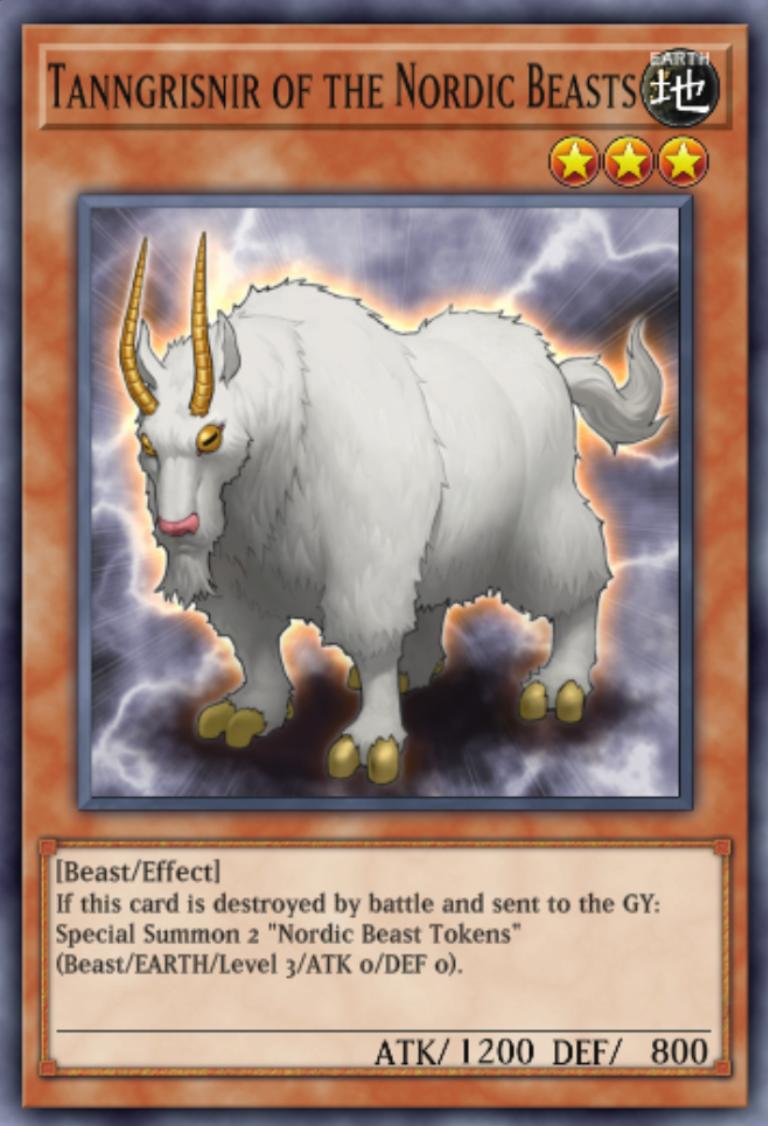 TANNGRISNIR OF THE NORDIC BEASTS
EARTH
地
[Beast/Effect]
If this card is destroyed by battle and sent to the GY:
Special Summon 2 "Nordic Beast Tokens"
(Beast/EARTH/Level 3/ATK 0/DEF 0).
ATK/ 1200 DEF/ 800